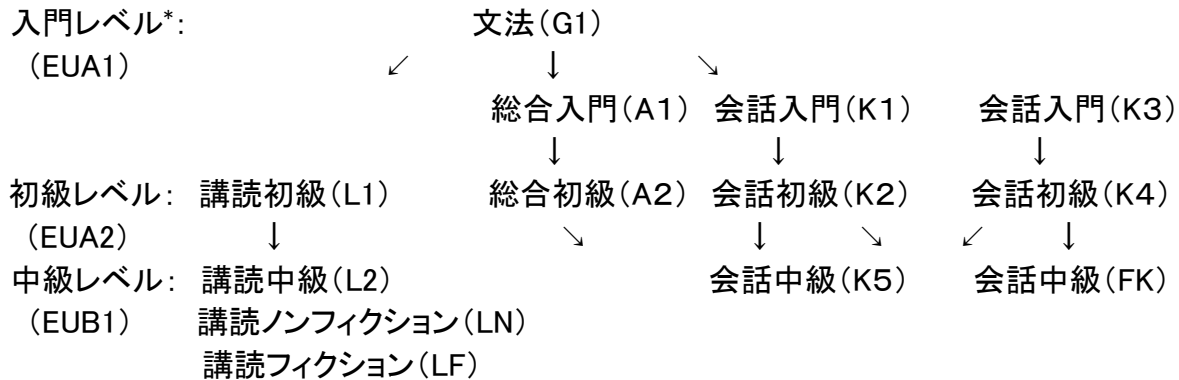 入門レベル*: 文法(G1)
(EUA1) ↙ ↓ ↘
総合入門(A1) 会話入門(K1) 会話入門(K3)
↓ ↓ ↓
初級レベル: 講読初級(L1) 総合初級(A2) 会話初級(K2) 会話初級(K4)
(EUA2) ↓ ↘ ↓ ↘ ↙ ↓
中級レベル: 講読中級(L2) 会話中級(K5) 会話中級(FK)
(EUB1) 講読ノンフィクション(LN)
講読フィクション(LF)